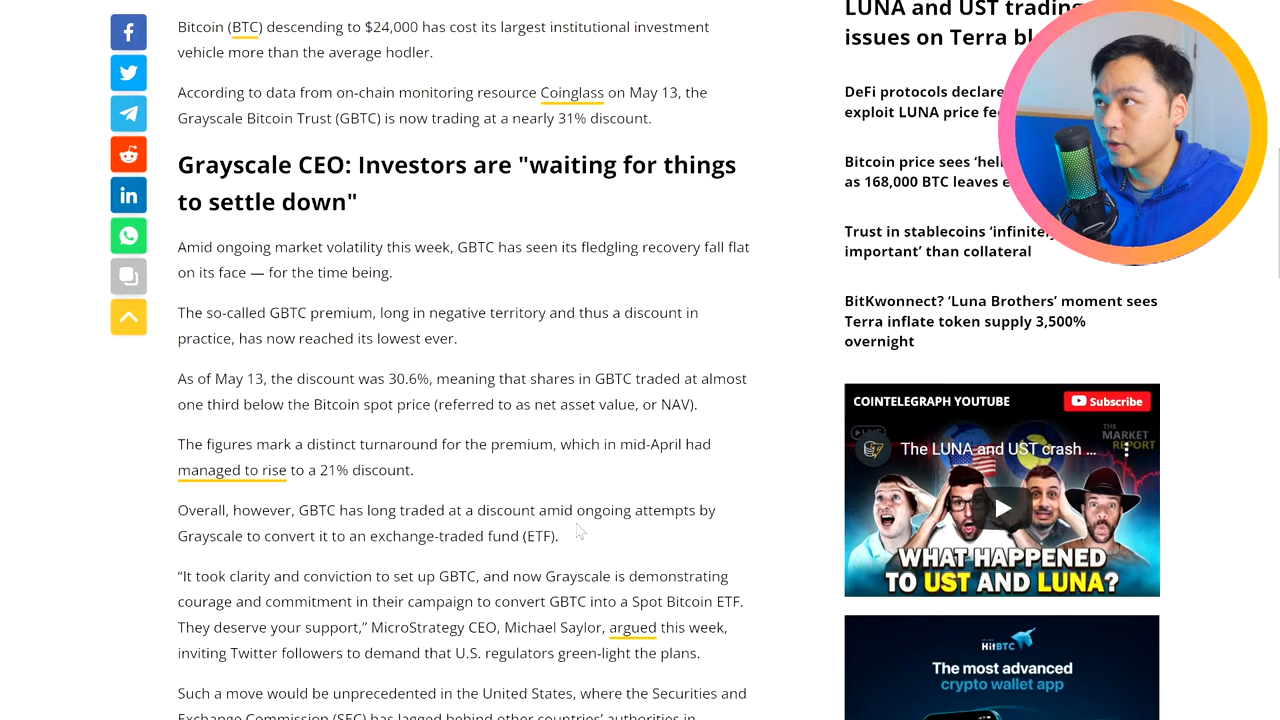 Bitcoin (BTC) descending to $24,000 has cost its largest institutional investment
vehicle more than the average hodler.
According to data from on-chain monitoring resource Coinglass on May 13, the
Grayscale Bitcoin Trust (GBTC) is now trading at a nearly 31% discount.
Grayscale CEO: Investors are "waiting for things
to settle down"
Amid ongoing market volatility this week, GBTC has seen its fledgling recovery fall flat
on its face — for the time being.
The so-called GBTC premium, long in negative territory and thus a discount in
practice, has now reached its lowest ever.
As of May 13, the discount was 30.6%, meaning that shares in GBTC traded at almost
one third below the Bitcoin spot price (referred to as net asset value, or NAV).
The figures mark a distinct turnaround for the premium, which in mid-April had
managed to rise to a 21% discount.
Overall, however, GBTC has long traded at a discount amid ongoing attempts by
Grayscale to convert it to an exchange-traded fund (ETF).
“It took clarity and conviction to set up GBTC, and now Grayscale is demonstrating
courage and commitment in their campaign to convert GBTC into a Spot Bitcoin ETF.
They deserve your support,” MicroStrategy CEO, Michael Saylor, argued this week,
inviting Twitter followers to demand that U.S. regulators green-light the plans.
Such a move would be unprecedented in the United States, where the Securities and
Exchange Commission (SEC) has lagged behind other countries’ authorities in
LUNA and UST trading
issues on Terra
DeFi protocols declare
exploit LUNA price
Bitcoin price sees
as 168,000 BTC leaves
Trust in stablecoins ‘infinitely
important’ than collateral
BitKwonnect? ‘Luna Brothers’ moment sees
Terra inflate token supply 3,500%
overnight
COINTELEGRAPH YOUTUBE
Subscribe
THE
MARKET
REPORT
The LUNA and UST crash ...
WHAT HAPPENED
TO UST AND LUNA?
HitBTC
The most advanced
crypto wallet app